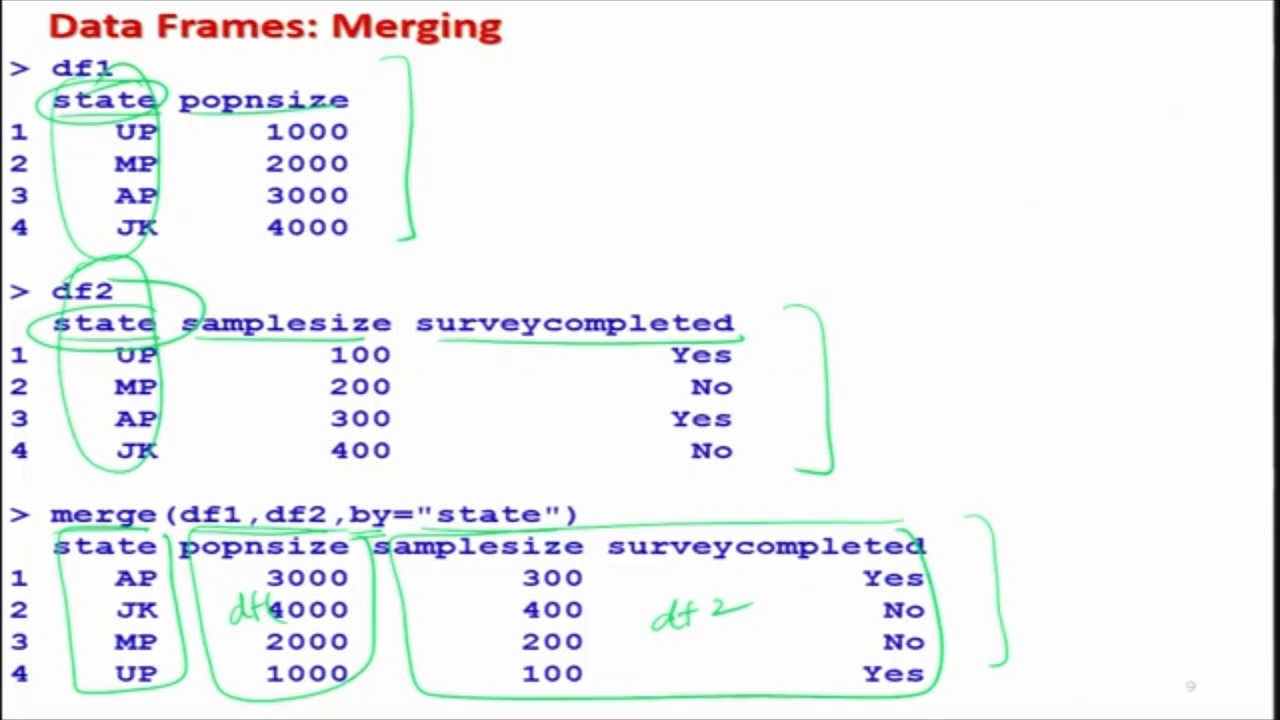 Data Frames: Merging
> df1
state popnsize
1 UP 1000
2 MP 2000
3 AP 3000
4 JK 4000
> df2
state samplesize surveycompleted
1 UP 100 Yes
2 MP 200 No
3 AP 300 Yes
4 JK 400 No
> merge(df1,df2,by="state")
state popnsize samplesize surveycompleted
1 AP 3000 300 Yes
2 JK 4000 400 No
3 MP 2000 200 No
4 UP 1000 100 Yes
df1 df2
9